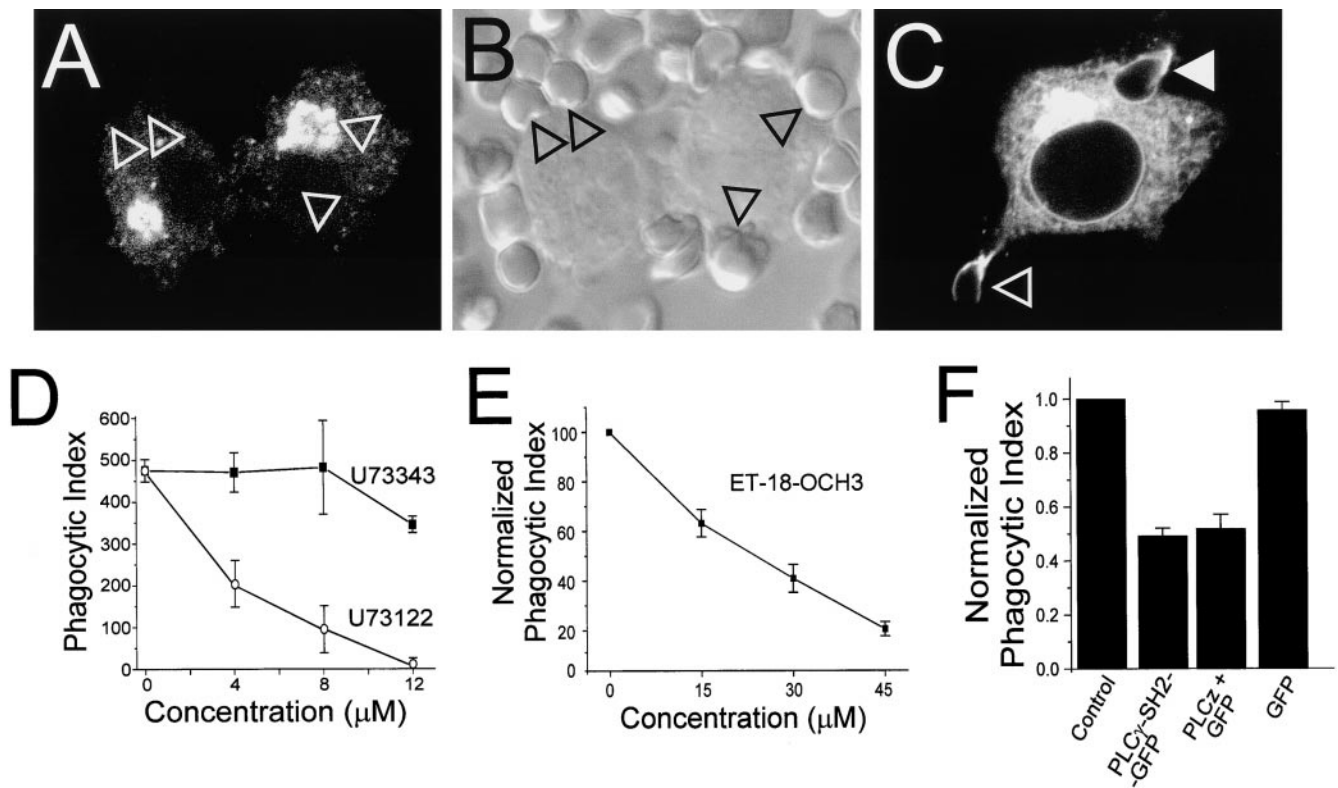 A
B
C
D
Phagocytic Index
600
500
400
300
200
100
0
U73343
U73122
0
4
8
12
Concentration (μM)
E
Normalized
Phagocytic Index
100
80
60
40
20
0
ET-18-OCH3
0
15
30
45
Concentration (μM)
F
Normalized
Phagocytic Index
1.0
0.8
0.6
0.4
0.2
0.0
Control
PLCγ-SH2-
-GFP
PLCz +
GFP
GFP